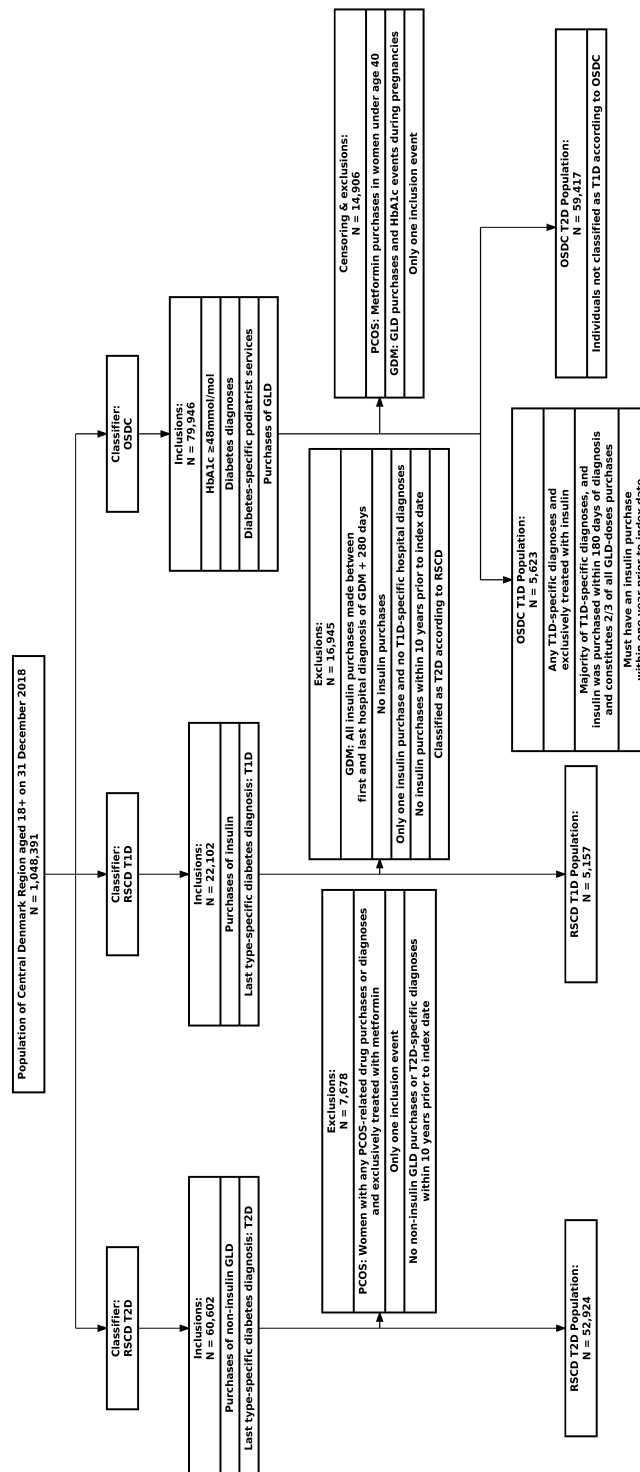 Population of Central Denmark Region aged 18+ on 31 December 2018
N = 1,048,391
Classifier:
RSCD T2D
Inclusions:
N = 60,602
Purchases of non-insulin GLD
Last type-specific diabetes diagnosis: T2D
Exclusions:
N = 7,678
PCOS: Women with any PCOS-related drug purchases or diagnoses
and exclusively treated with metformin
Only one inclusion event
No non-insulin GLD purchases or T2D-specific diagnoses
within 10 years prior to index date
RSCD T2D Population:
N = 52,924
Classifier:
RSCD T1D
Inclusions:
N = 22,102
Purchases of insulin
Last type-specific diabetes diagnosis: T1D
Exclusions:
N = 16,945
GDM: All insulin purchases made between
first and last hospital diagnosis of GDM + 280 days
No insulin purchases
Only one insulin purchase and no T1D-specific hospital diagnoses
No insulin purchases within 10 years prior to index date
Classified as T2D according to RSCD
RSCD T1D Population:
N = 5,157
Classifier:
OSDC
Inclusions:
N = 79,946
HbA1c ≥48mmol/mol
Diabetes diagnoses
Diabetes-specific podiatrist services
Purchases of GLD
Censoring & exclusions:
N = 14,906
PCOS: Metformin purchases in women under age 40
GDM: GLD purchases and HbA1c events during pregnancies
Only one inclusion event
OSDC T1D Population:
N = 5,623
Any T1D-specific diagnoses and
exclusively treated with insulin
Majority of T1D-specific diagnoses, and
insulin was purchased within 180 days of diagnosis
and constitutes 2/3 of all GLD-doses purchases
Must have an insulin purchase
within one year prior to index date
OSDC T2D Population:
N = 59,417
Individuals not classified as T1D according to OSDC